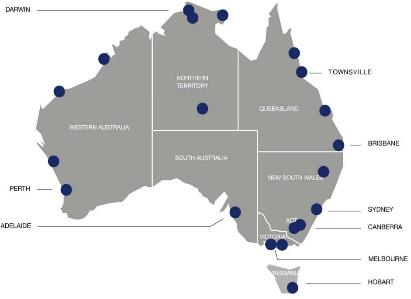 DARWIN
NORTHERN
TERRITORY
TOWNSVILLE
QUEENSLAND
WESTERN AUSTRALIA
BRISBANE
SOUTH AUSTRALIA
NEW SOUTH WALES
PERTH
SYDNEY
ACT
ADELAIDE
CANBERRA
VICTORIA
MELBOURNE
TASMANIA
HOBART